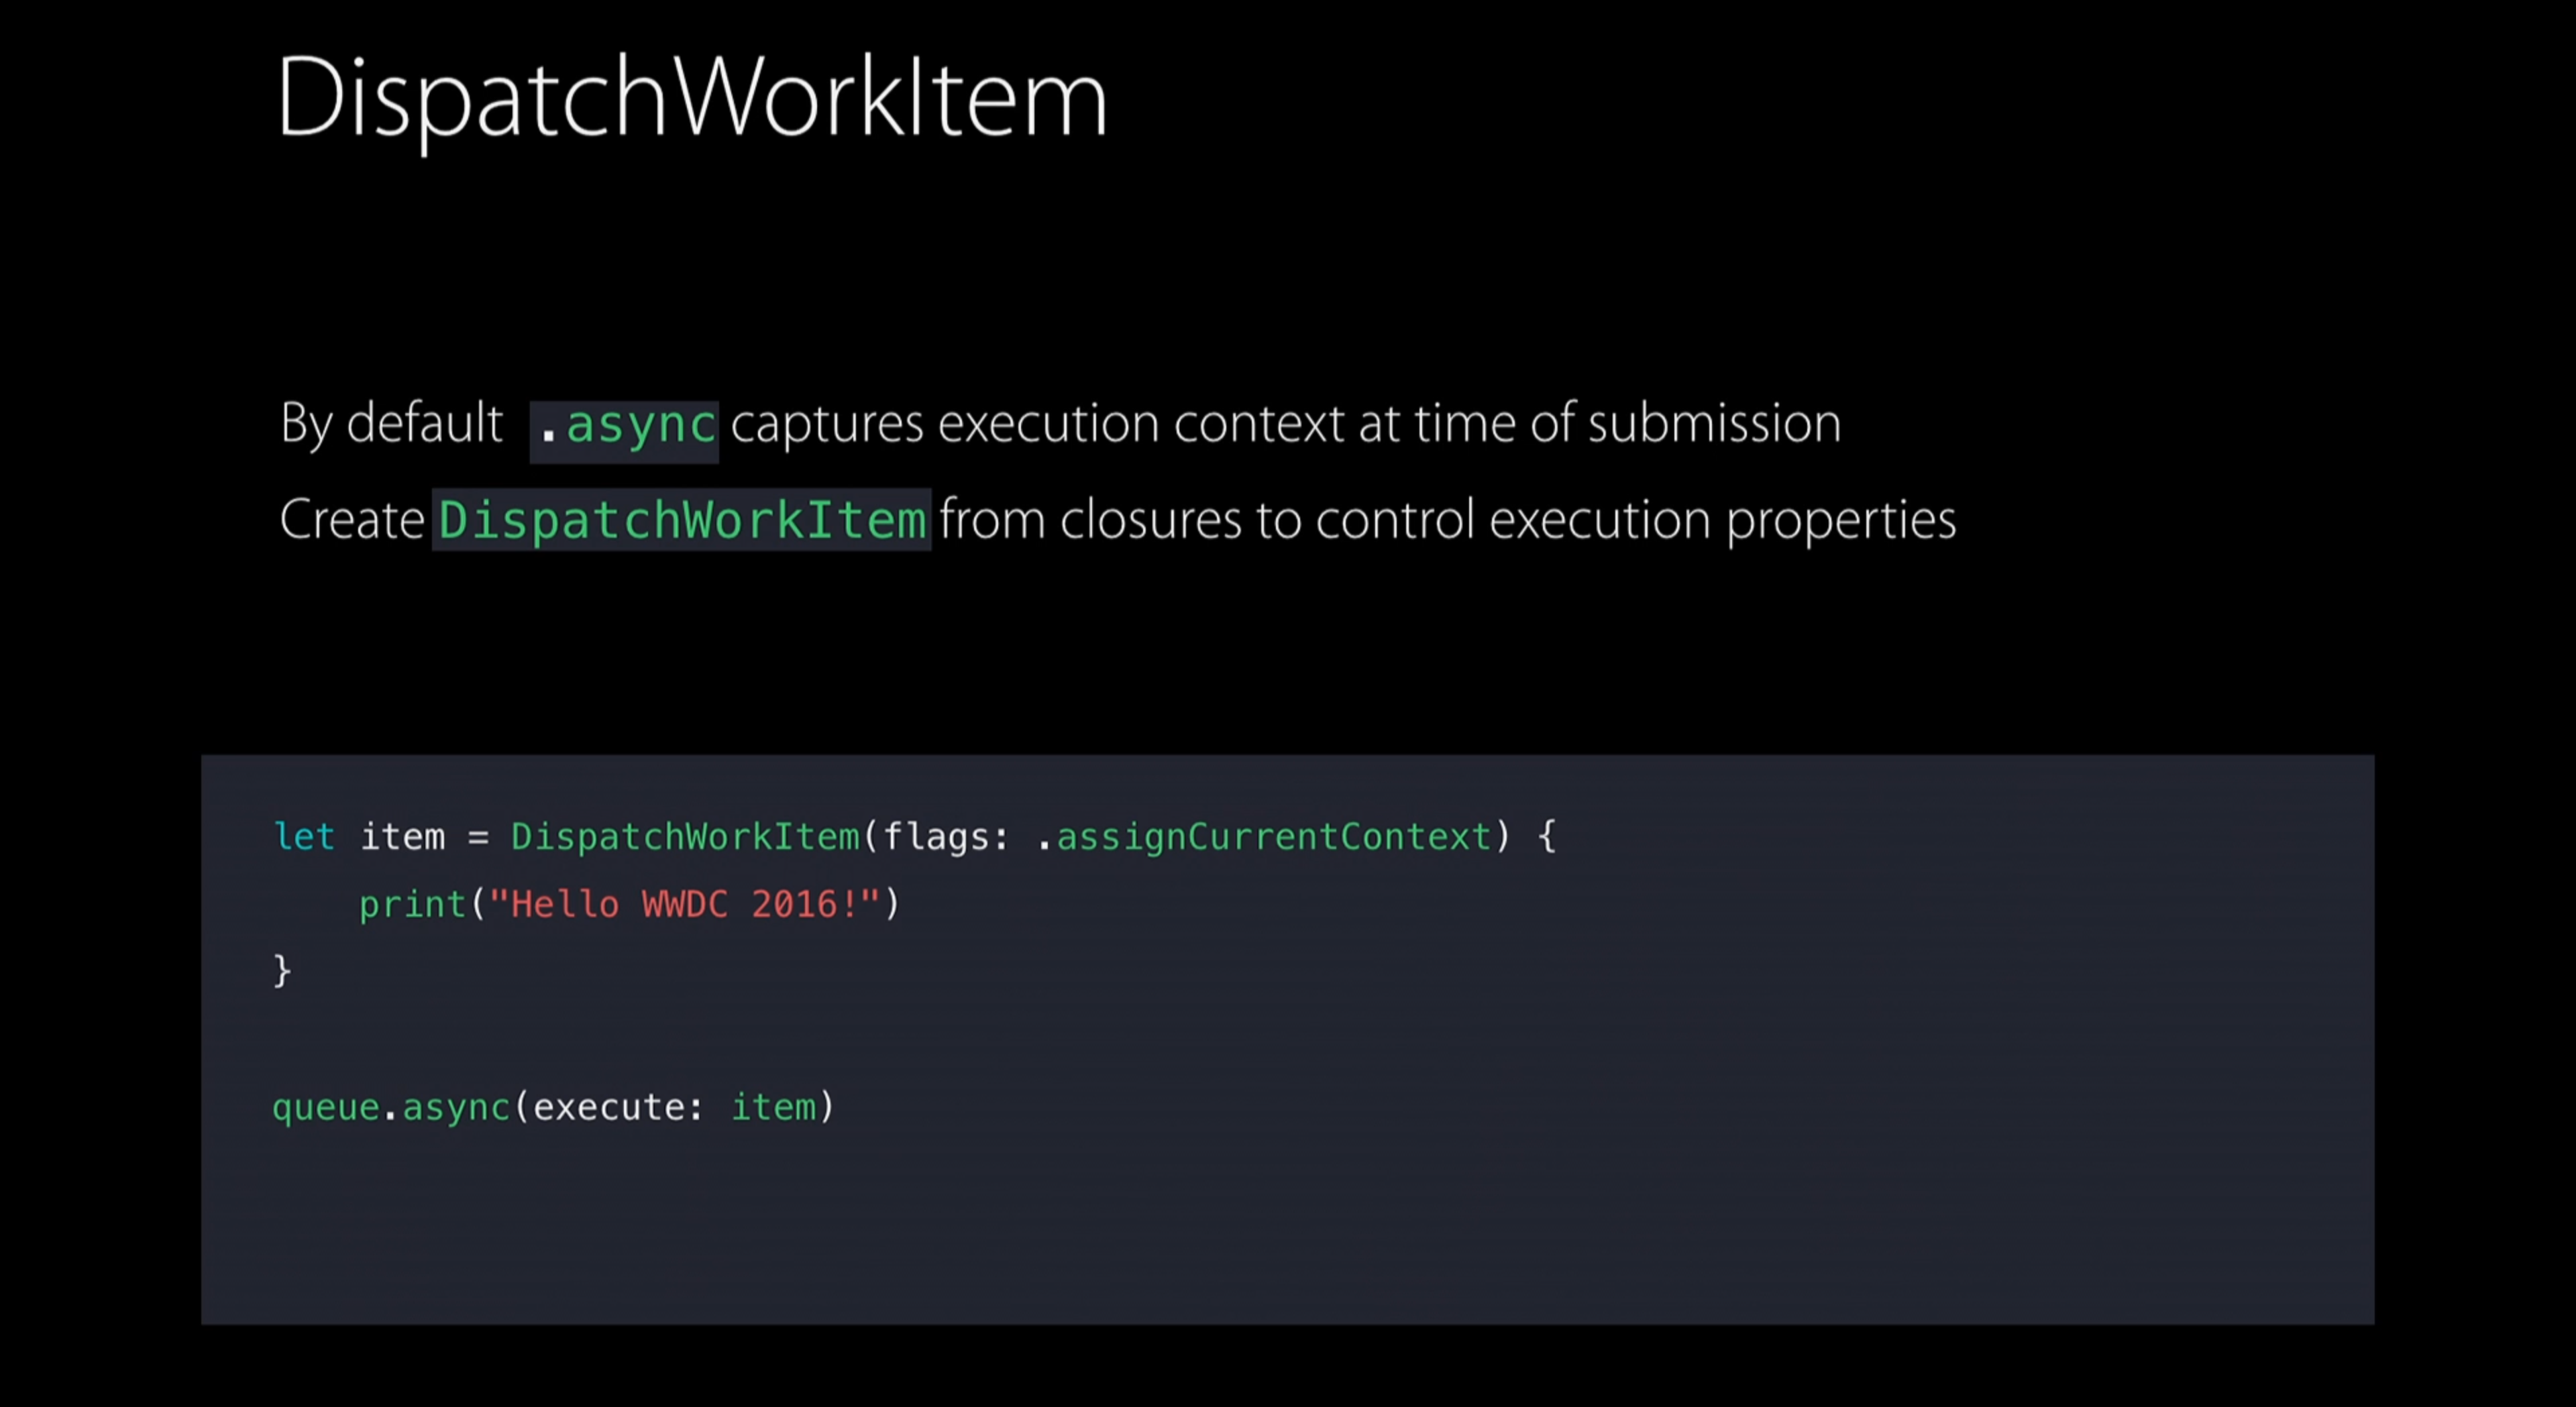 DispatchWorkItem
By default .async captures execution context at time of submission
Create DispatchWorkItem from closures to control execution properties
let item = DispatchWorkItem(flags: .assignCurrentContext) {
    print("Hello WWDC 2016!")
}
queue.async(execute: item)